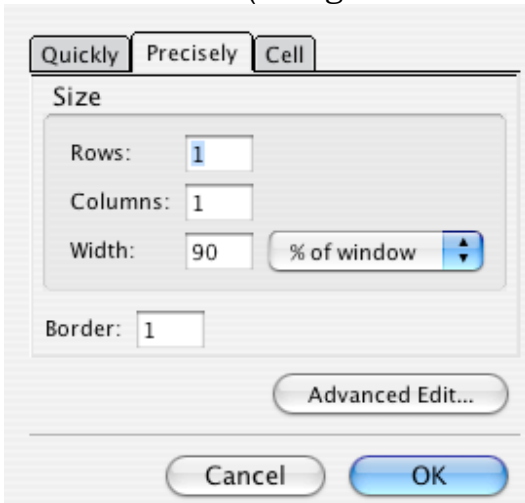 Quickly Precisely Cell
Size
Rows: 1
Columns: 1
Width: 90 % of window
Border: 1
Advanced Edit...
Cancel OK